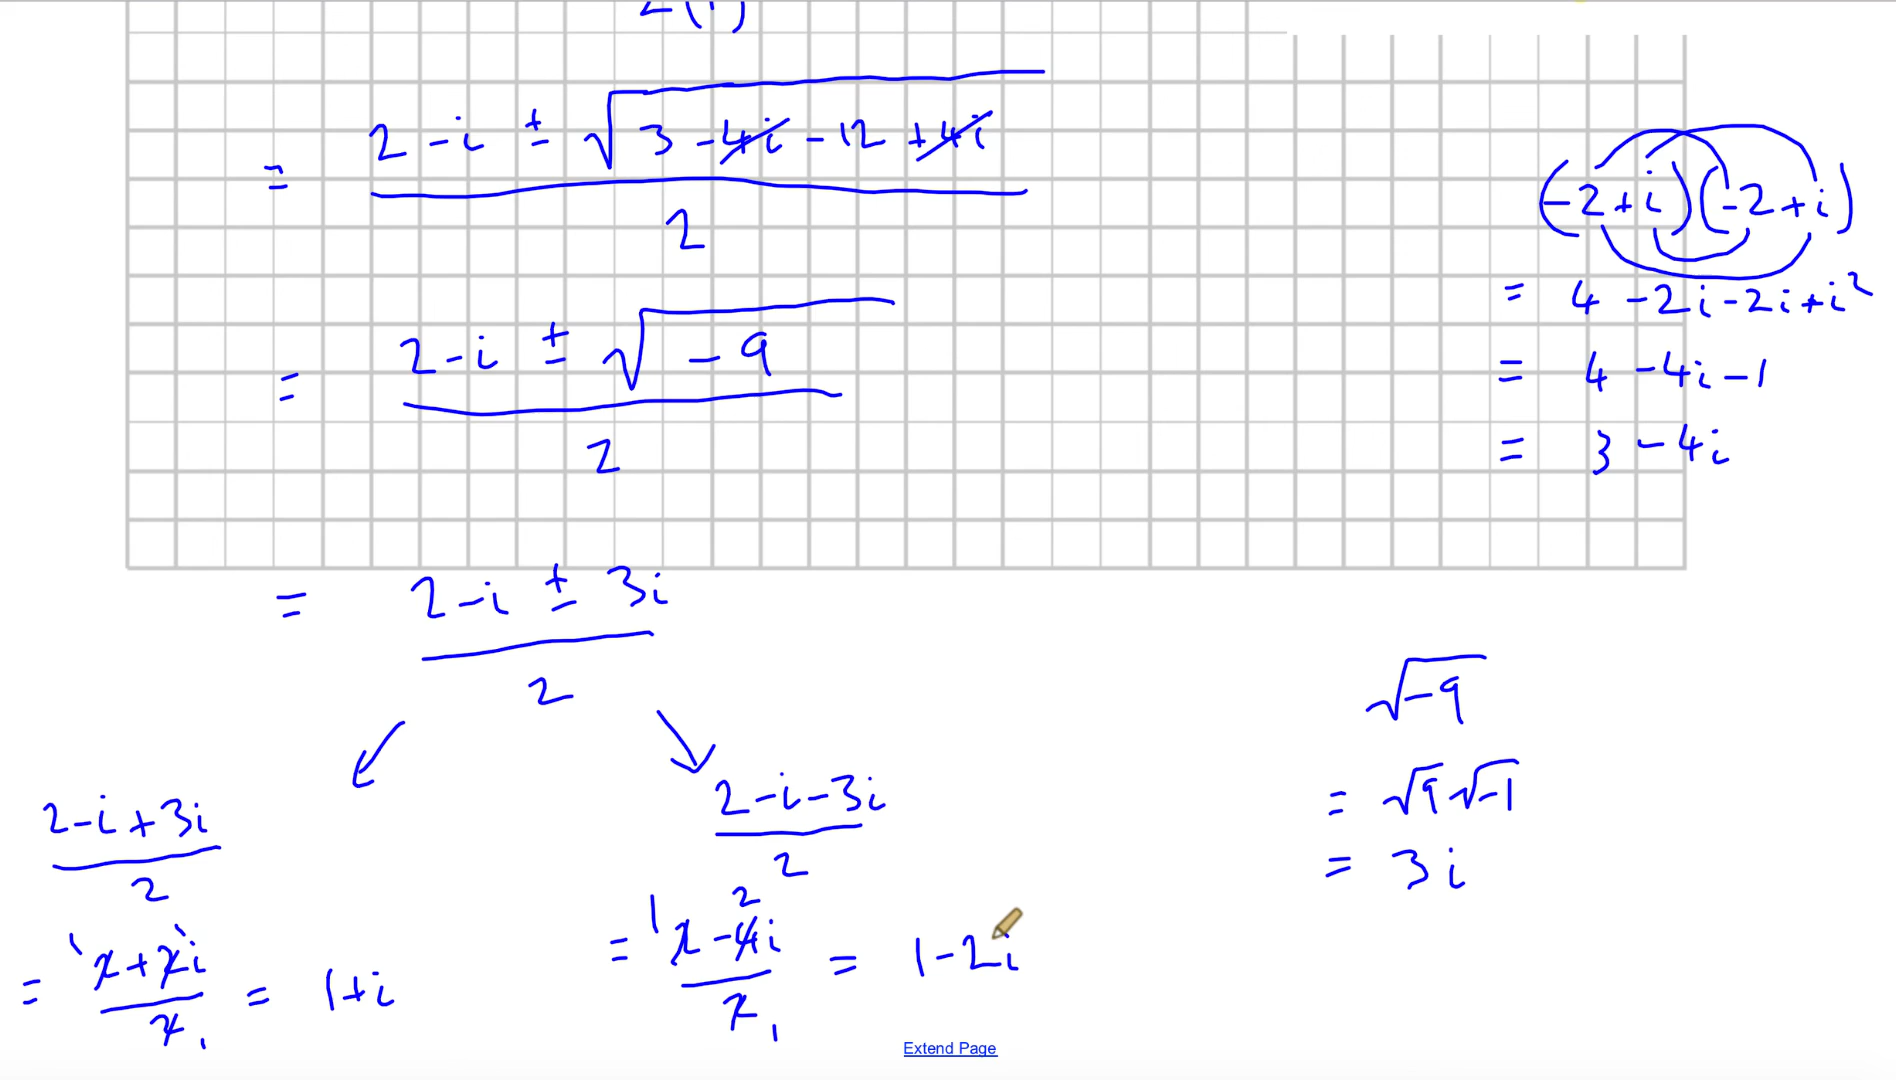 2(1)
= (2 - i ± √(3 - 4i - 12 + 4i)) / 2
= (2 - i ± √-9) / 2
= (2 - i ± 3i) / 2
(2 - i + 3i) / 2
= (2 + 2i) / 2 = 1 + i
(2 - i - 3i) / 2
= (2 - 4i) / 2 = 1 - 2i
(-2 + i)(-2 + i)
= 4 - 2i - 2i + i²
= 4 - 4i - 1
= 3 - 4i
√-9
= √9 √-1
= 3i
Extend Page